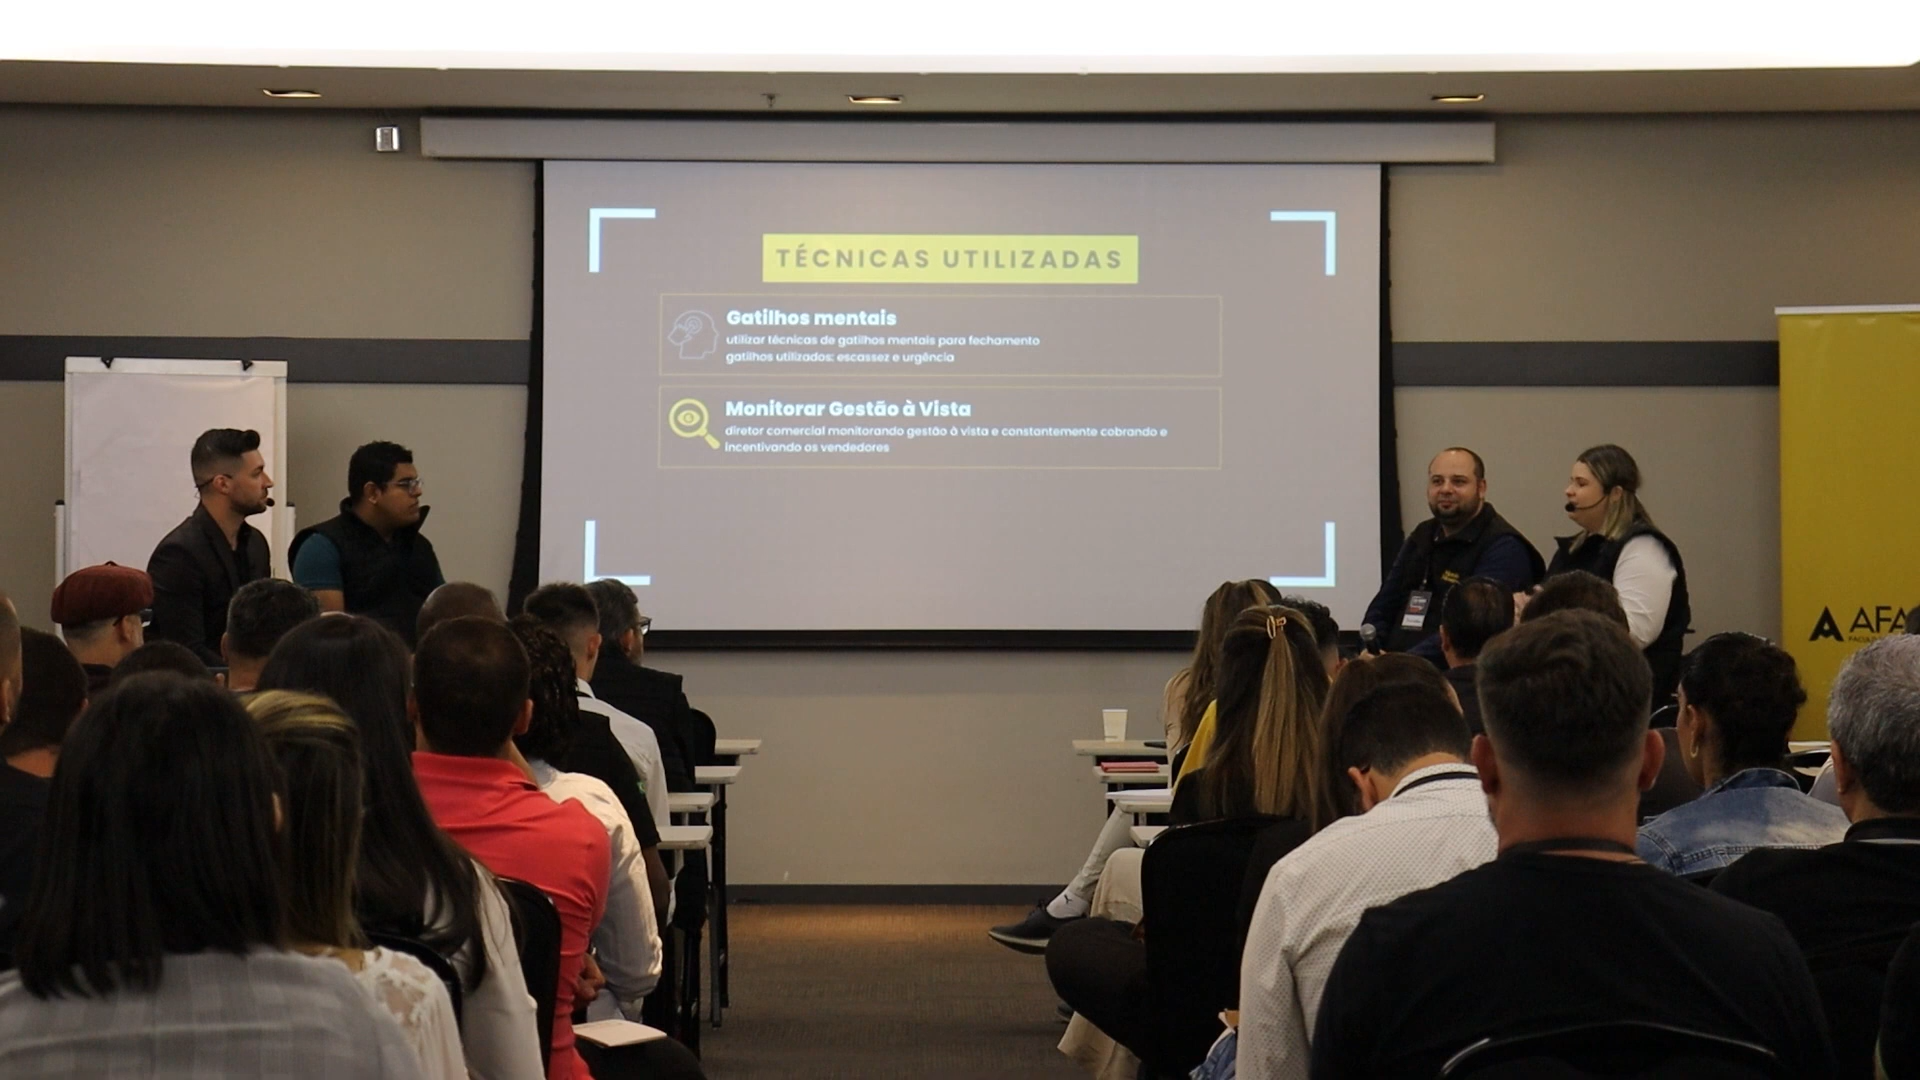 TÉCNICAS UTILIZADAS
Gatilhos mentais
utilizar técnicas de gatilhos mentais para fechamento
gatilhos utilizados: escassez e urgência
Monitorar Gestão à Vista
diretor comercial monitorando gestão à vista e constantemente cobrando e
incentivando os vendedores
AFA